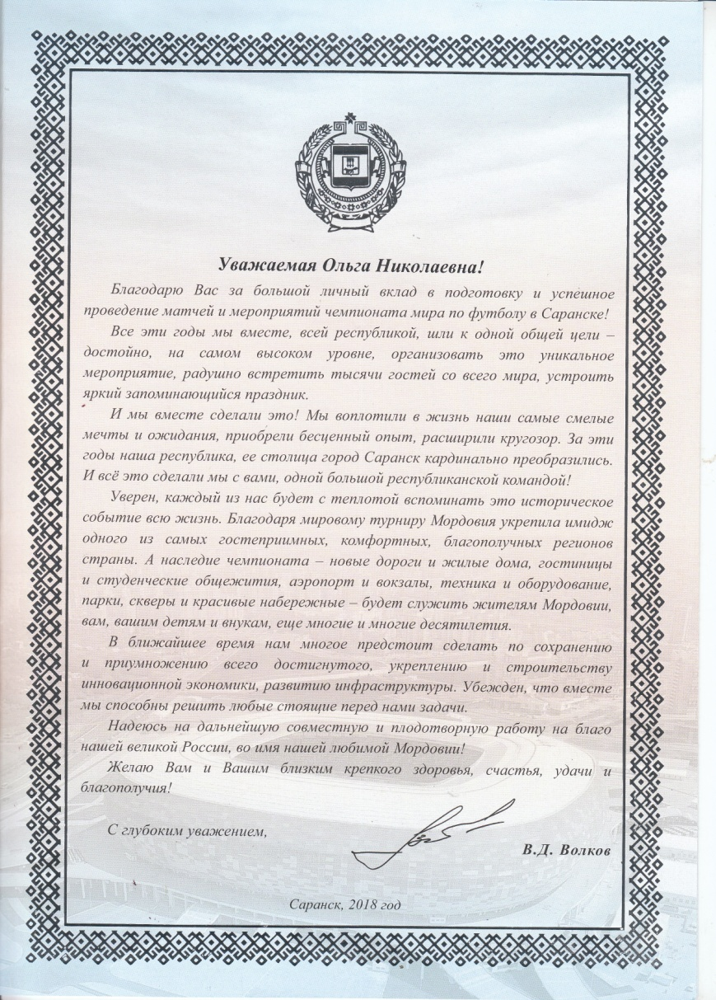 Уважаемая Ольга Николаевна!
Благодарю Вас за большой личный вклад в подготовку и успешное
проведение матчей и мероприятий чемпионата мира по футболу в Саранске!
Все эти годы мы вместе, всей республикой, шли к одной общей цели –
достойно, на самом высоком уровне, организовать это уникальное
мероприятие, радушно встретить тысячи гостей со всего мира, устроить
яркий запоминающийся праздник.
И мы вместе сделали это! Мы воплотили в жизнь наши самые смелые
мечты и ожидания, приобрели бесценный опыт, расширили кругозор. За эти
годы наша республика, ее столица город Саранск кардинально преобразились.
И всё это сделали мы с вами, одной большой республиканской командой!
Уверен, каждый из нас будет с теплотой вспоминать это историческое
событие всю жизнь. Благодаря мировому турниру Мордовия укрепила имидж
одного из самых гостеприимных, комфортных, благополучных регионов
страны. А наследие чемпионата – новые дороги и жилые дома, гостиницы
и студенческие общежития, аэропорт и вокзалы, техника и оборудование,
парки, скверы и красивые набережные – будет служить жителям Мордовии,
вам, вашим детям и внукам, еще многие и многие десятилетия.
В ближайшее время нам многое предстоит сделать по сохранению
и приумножению всего достигнутого, укреплению и строительству
инновационной экономики, развитию инфраструктуры. Убежден, что вместе
мы способны решить любые стоящие перед нами задачи.
Надеюсь на дальнейшую совместную и плодотворную работу на благо
нашей великой России, во имя нашей любимой Мордовии!
Желаю Вам и Вашим близким крепкого здоровья, счастья, удачи и
благополучия!
С глубоким уважением,
В.Д. Волков
Саранск, 2018 год